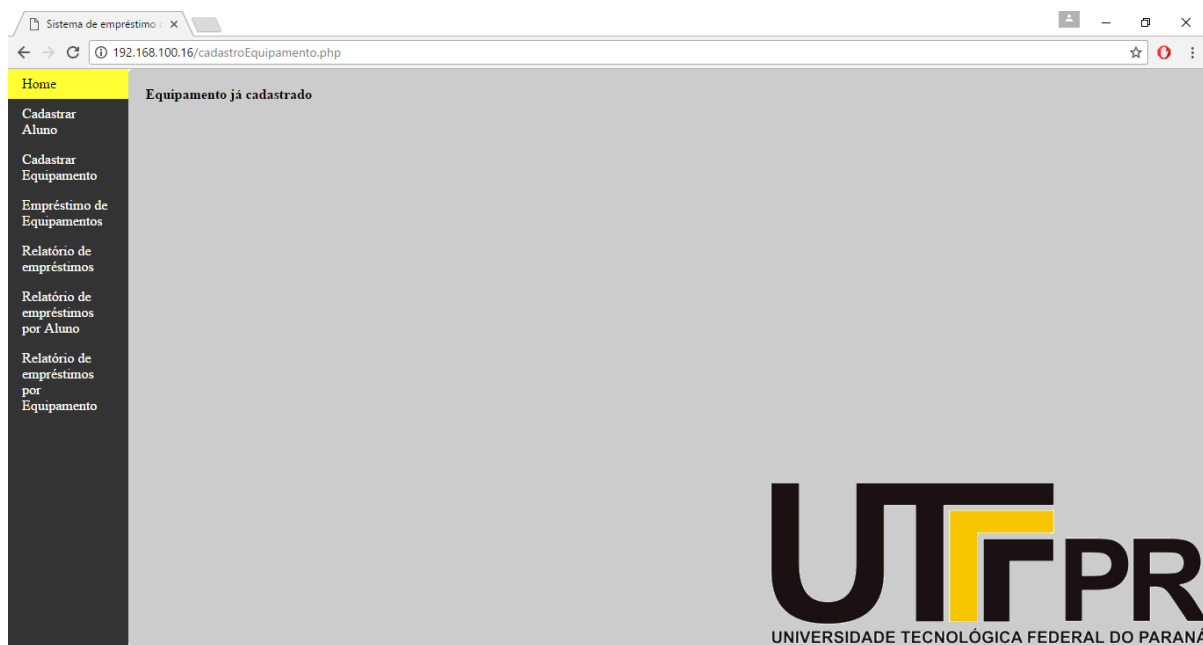 Sistema de empréstimo
192.168.100.16/cadastroEquipamento.php
Home
Cadastrar
Aluno
Cadastrar
Equipamento
Empréstimo de
Equipamentos
Relatório de
empréstimos
Relatório de
empréstimos
por Aluno
Relatório de
empréstimos
por
Equipamento
Equipamento já cadastrado
UTFPR
UNIVERSIDADE TECNOLÓGICA FEDERAL DO PARANÁ